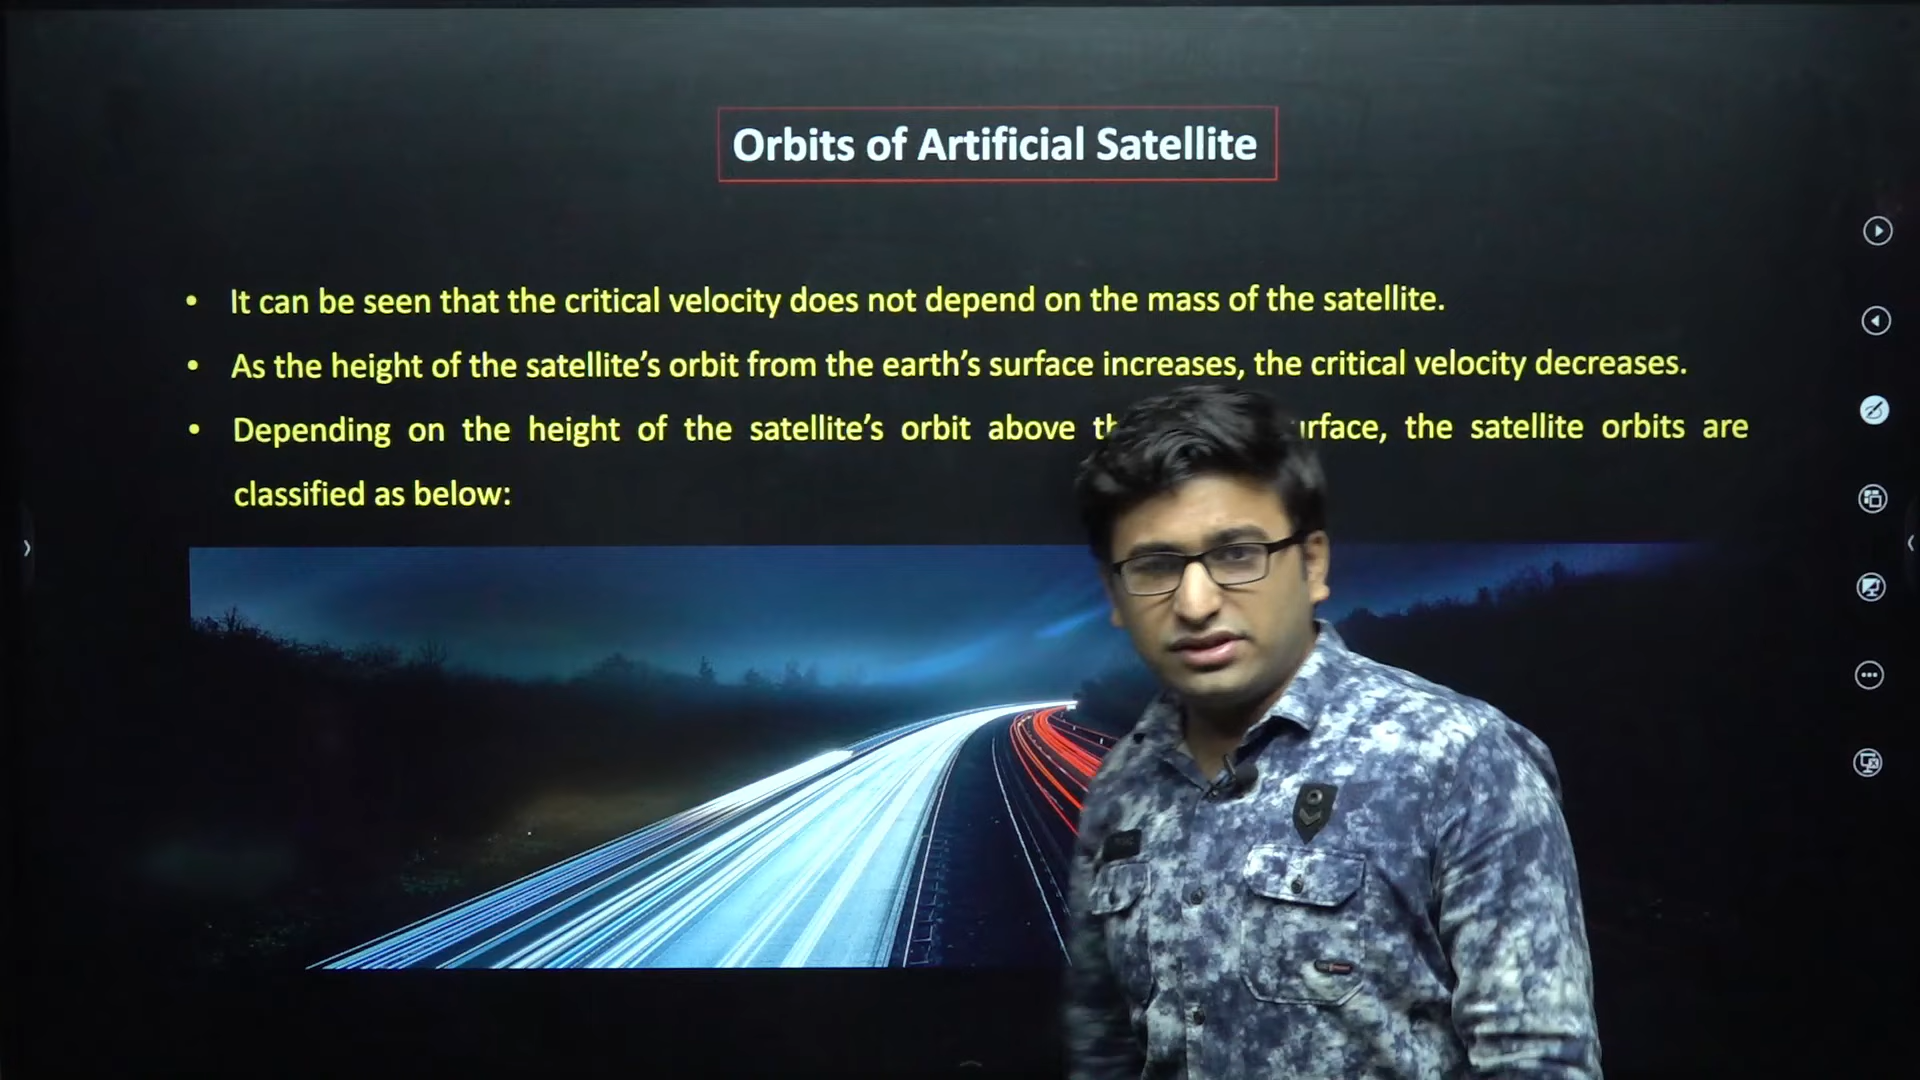 Orbits of Artificial Satellite
• It can be seen that the critical velocity does not depend on the mass of the satellite.
• As the height of the satellite’s orbit from the earth’s surface increases, the critical velocity decreases.
• Depending on the height of the satellite’s orbit above surface, the satellite orbits are
classified as below: